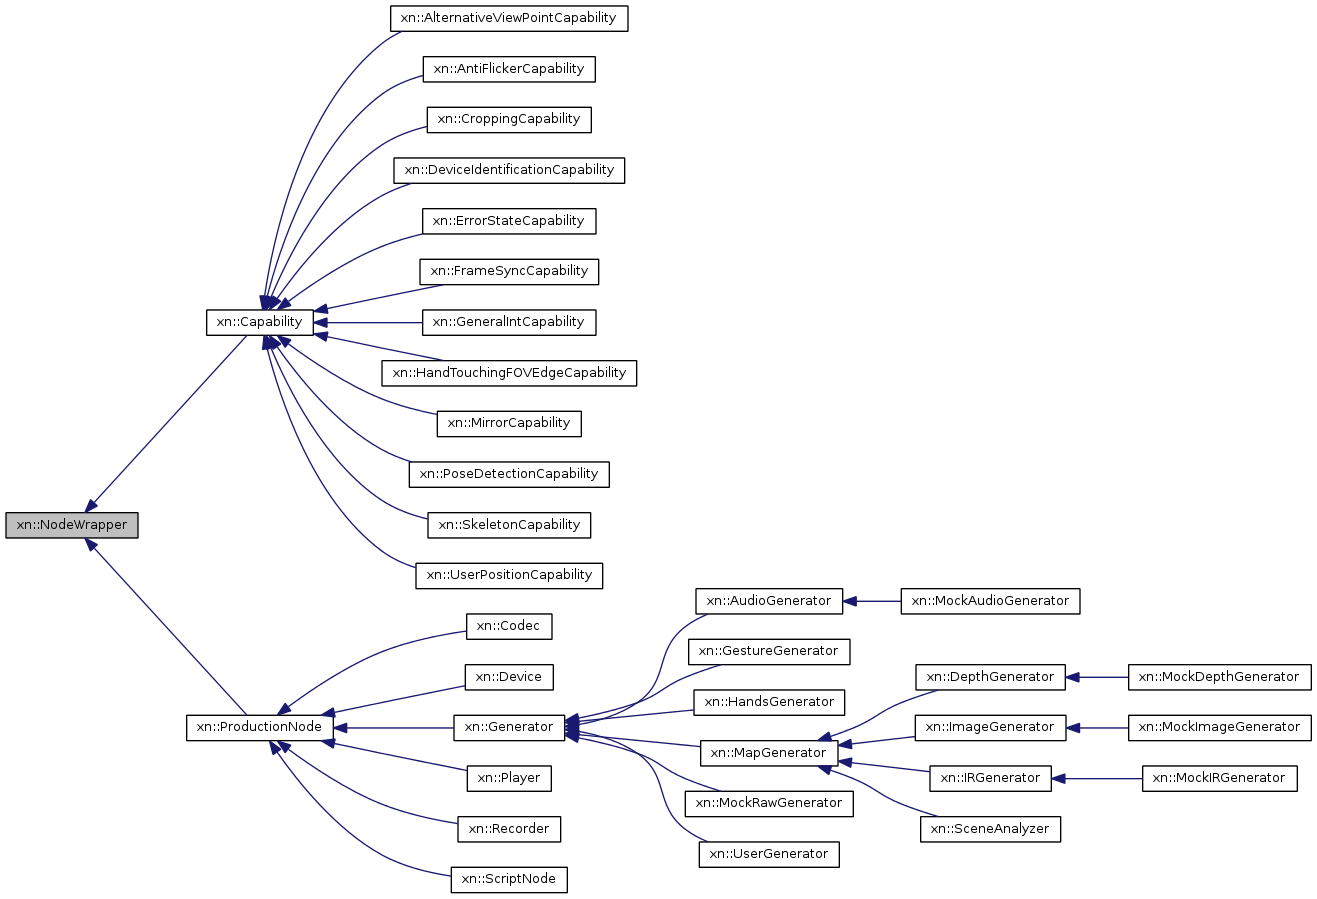 xn::AlternativeViewPointCapability
xn::AntiFlickerCapability
xn::CroppingCapability
xn::DeviceIdentificationCapability
xn::ErrorStateCapability
xn::FrameSyncCapability
xn::Capability
xn::GeneralIntCapability
xn::HandTouchingFOVEdgeCapability
xn::MirrorCapability
xn::PoseDetectionCapability
xn::NodeWrapper
xn::SkeletonCapability
xn::UserPositionCapability
xn::AudioGenerator
xn::MockAudioGenerator
xn::Codec
xn::GestureGenerator
xn::Device
xn::DepthGenerator
xn::MockDepthGenerator
xn::HandsGenerator
xn::ProductionNode
xn::Generator
xn::ImageGenerator
xn::MockImageGenerator
xn::MapGenerator
xn::Player
xn::IRGenerator
xn::MockIRGenerator
xn::MockRawGenerator
xn::Recorder
xn::SceneAnalyzer
xn::UserGenerator
xn::ScriptNode